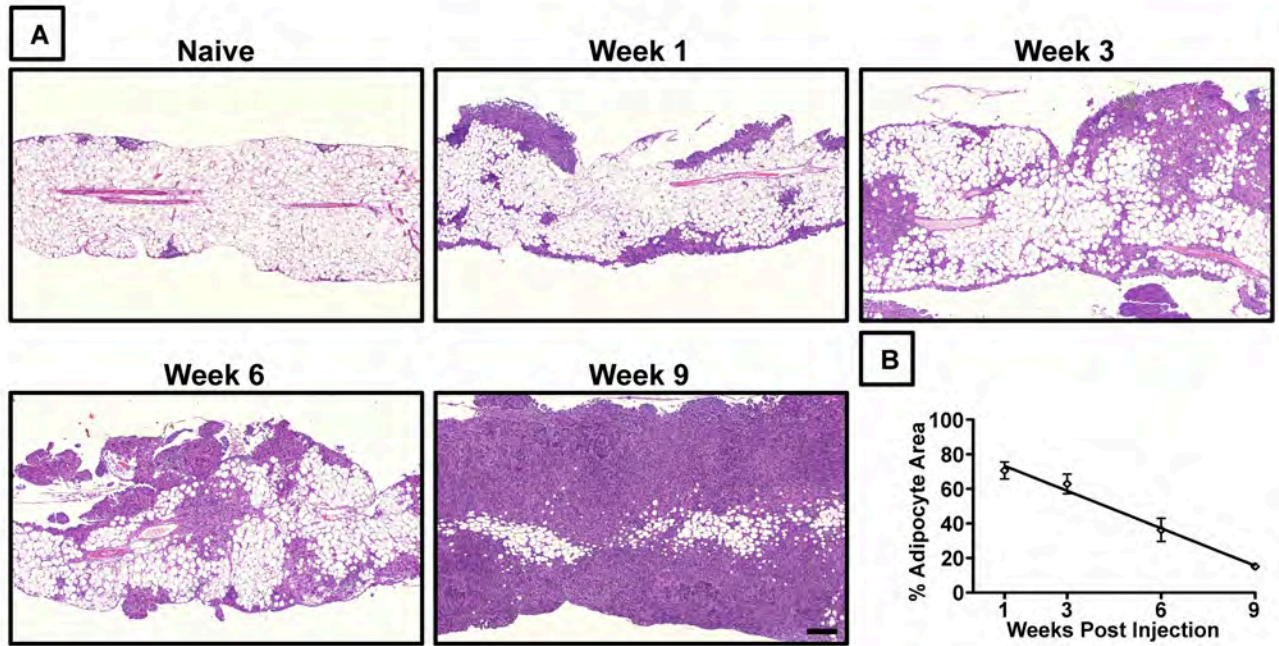 A
Naive
Week 1
Week 3
Week 6
Week 9
B
% Adipocyte Area
100
80
60
40
20
0
1 3 6 9
Weeks Post Injection